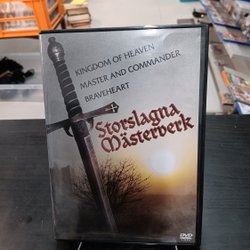 KINGDOM OF HEAVEN
MASTER AND COMMANDER
BRAVEHEART
Storslagna
Mästerverk
DVD